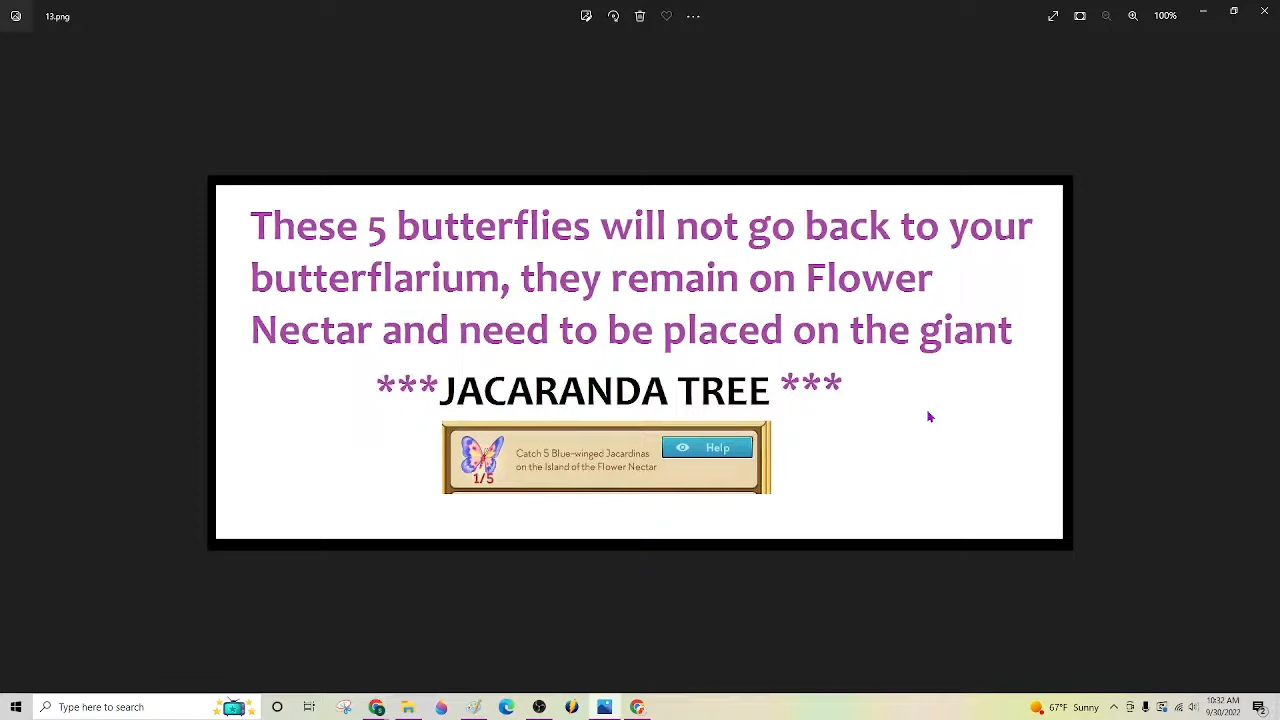 13.png
100%
These 5 butterflies will not go back to your
butterflarium, they remain on Flower
Nectar and need to be placed on the giant
***JACARANDA TREE ***
Catch 5 Blue-winged Jacardinas
on the Island of the Flower Nectar
Help
1/5
Type here to search
67°F Sunny
10:32 AM
9/30/2022